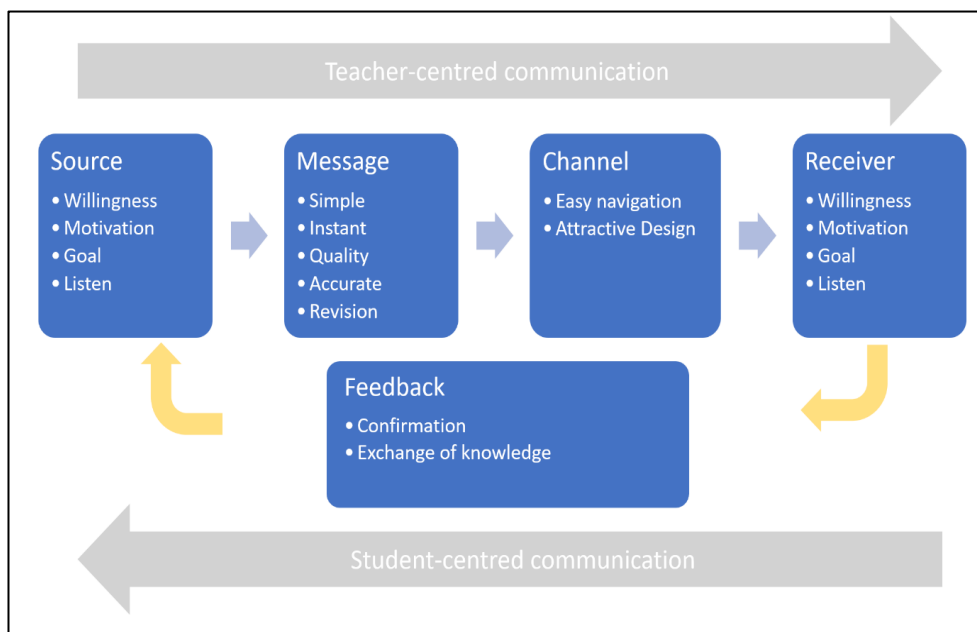 Teacher-centred communication
Source
• Willingness
• Motivation
• Goal
• Listen
Message
• Simple
• Instant
• Quality
• Accurate
• Revision
Channel
• Easy navigation
• Attractive Design
Receiver
• Willingness
• Motivation
• Goal
• Listen
Feedback
• Confirmation
• Exchange of knowledge
Student-centred communication